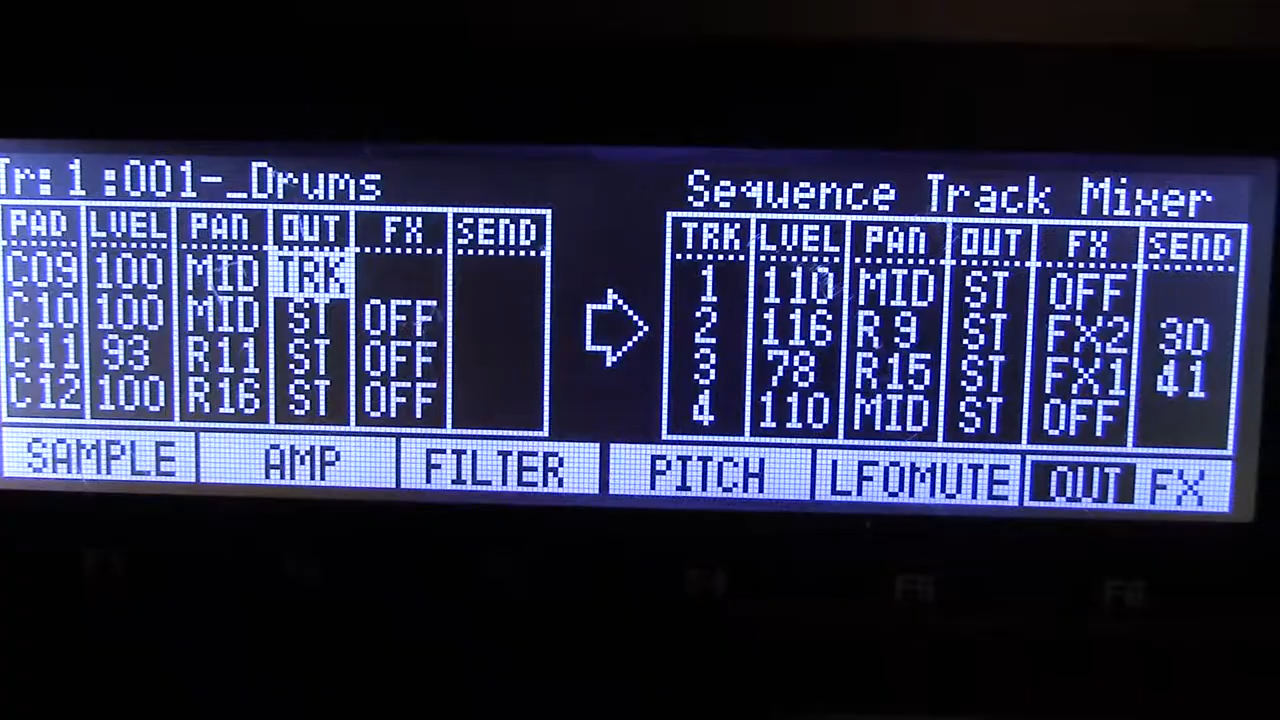 Tr:1:001-_Drums
PAD LVEL PAN OUT FX SEND
C09 100 MID TRK
C10 100 MID ST OFF
C11 93 R11 ST OFF
C12 100 R16 ST OFF
Sequence Track Mixer
TRK LVEL PAN OUT FX SEND
1 110 MID ST OFF
2 116 R 9 ST FX2 30
3 78 R15 ST FX1 41
4 110 MID ST OFF
SAMPLE AMP FILTER PITCH LFOMUTE OUT FX
F4 F5 F6